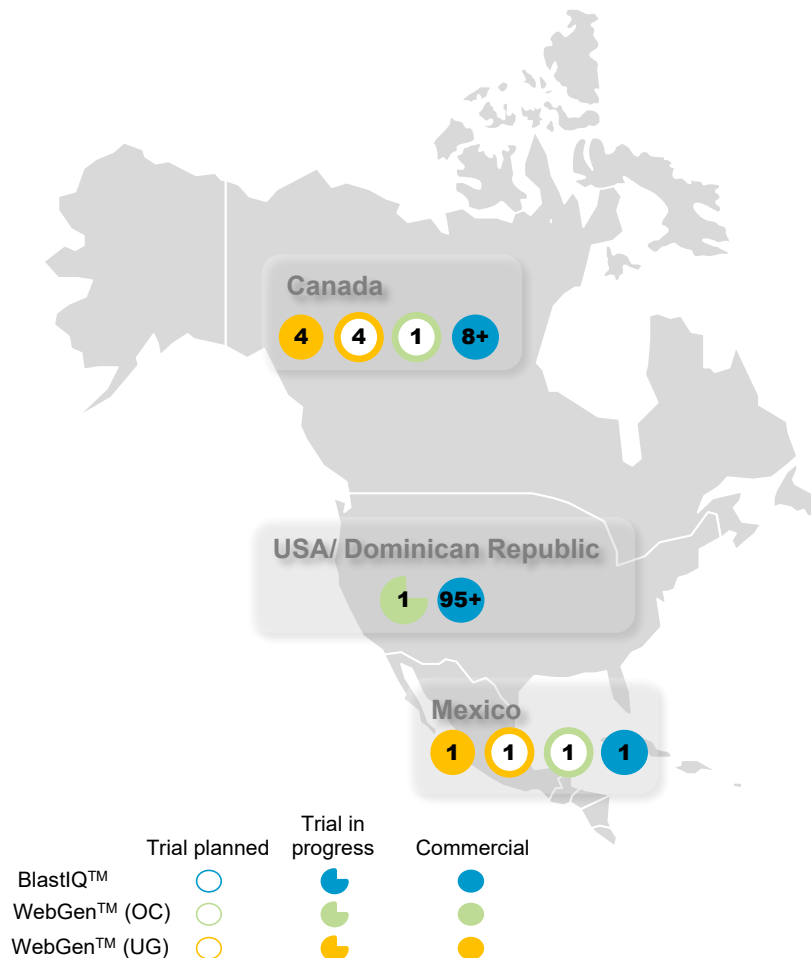 Canada
4 4 1 8+
USA/ Dominican Republic
1 95+
Mexico
1 1 1 1
Trial planned Trial in progress Commercial
BlastIQ™
WebGen™ (OC)
WebGen™ (UG)